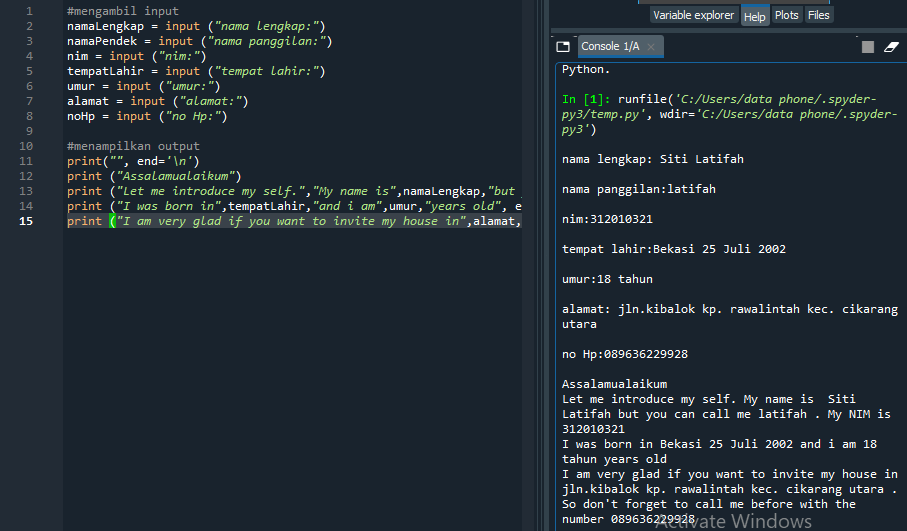 1 #mengambil input
2 namaLengkap = input ("nama lengkap:")
3 namaPendek = input ("nama panggilan:")
4 nim = input ("nim:")
5 tempatLahir = input ("tempat lahir:")
6 umur = input ("umur:")
7 alamat = input ("alamat:")
8 noHp = input ("no Hp:")
9
10 #menampilkan output
11 print("", end='\n')
12 print ("Assalamualaikum")
13 print ("Let me introduce my self.","My name is",namaLengkap,"but
14 print ("I was born in",tempatLahir,"and i am",umur,"years old", e
15 print ("I am very glad if you want to invite my house in",alamat,
Variable explorer Help Plots Files
Console 1/A
Python.
In [1]: runfile('C:/Users/data phone/.spyder-
py3/temp.py', wdir='C:/Users/data phone/.spyder-
py3')
nama lengkap: Siti Latifah
nama panggilan:latifah
nim:312010321
tempat lahir:Bekasi 25 Juli 2002
umur:18 tahun
alamat: jln.kibalok kp. rawalintah kec. cikarang
utara
no Hp:089636229928
Assalamualaikum
Let me introduce my self. My name is  Siti
Latifah but you can call me latifah . My NIM is
312010321
I was born in Bekasi 25 Juli 2002 and i am 18
tahun years old
I am very glad if you want to invite my house in
jln.kibalok kp. rawalintah kec. cikarang utara .
So don't forget to call me before with the
number 089636229928
Activate Windows